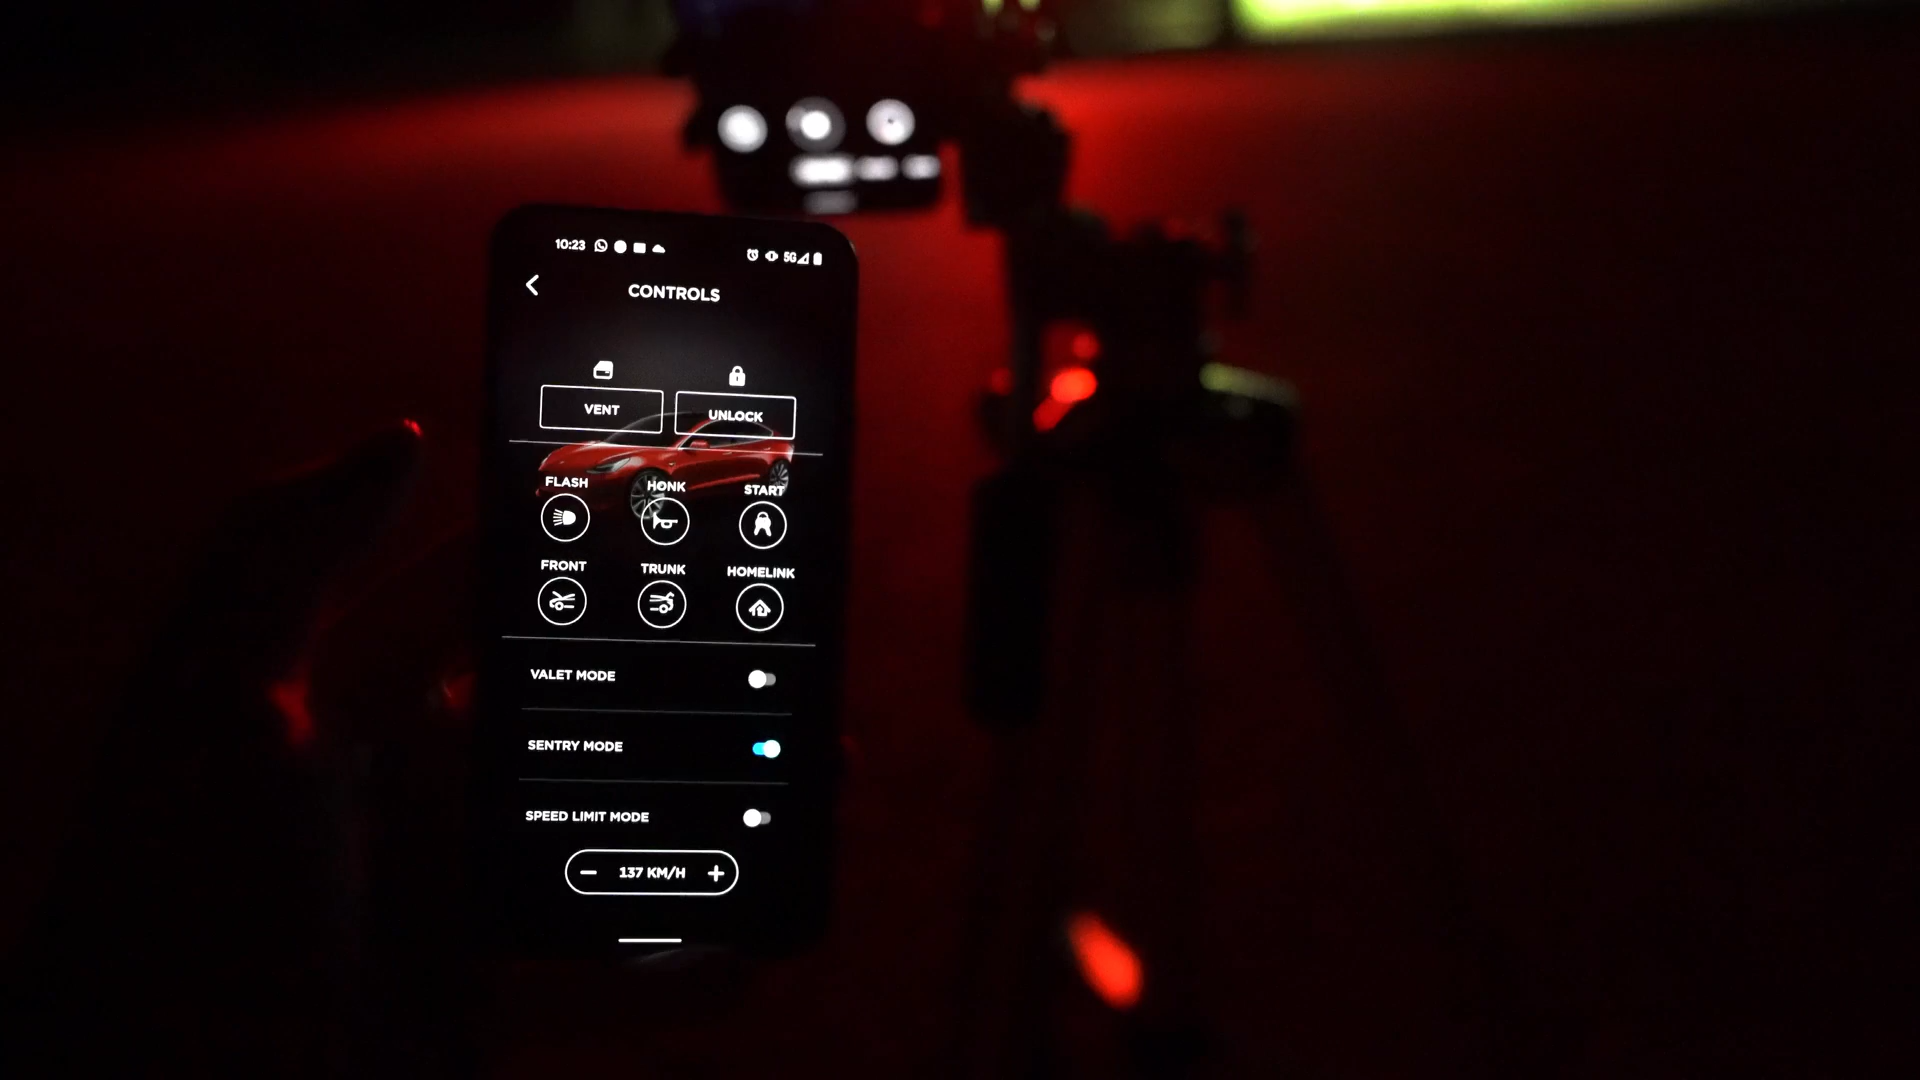 10:23 5G
CONTROLS
VENT UNLOCK
FLASH HONK START
FRONT TRUNK HOMELINK
VALET MODE
SENTRY MODE
SPEED LIMIT MODE
− 137 KM/H +